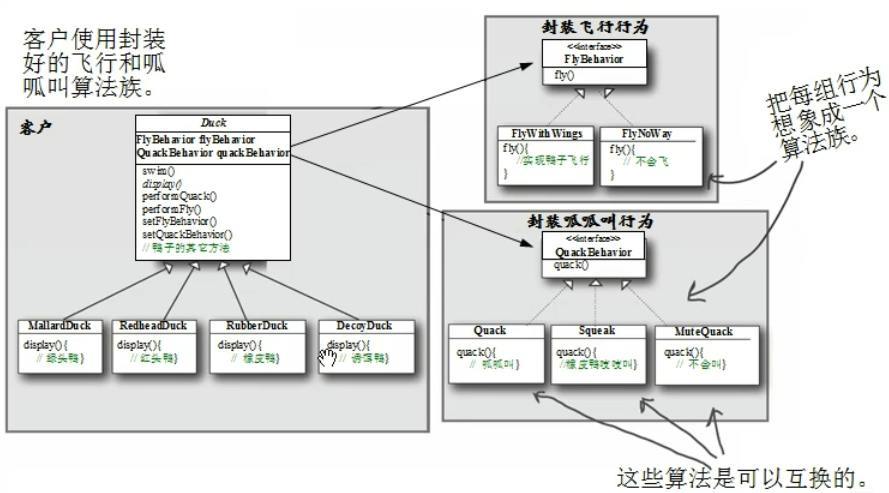 客户使用封装
好的飞行和呱
呱叫算法族。
客户
Duck
FlyBehavior flyBehavior
QuackBehavior quackBehavior
swim()
display()
performQuack()
performFly()
setFlyBehavior()
setQuackBehavior()
// 鸭子的其它方法
MallardDuck
display(){
// 绿头鸭}
RedheadDuck
display(){
// 红头鸭}
RubberDuck
display(){
// 橡皮鸭}
DecoyDuck
display(){
// 诱饵鸭}
封装飞行行为
<<interface>>
FlyBehavior
fly()
FlyWithWings
fly(){
//实现鸭子飞行
}
FlyNoWay
fly(){
// 不会飞
}
把每组行为
想象成一个
算法族。
封装呱呱叫行为
<<interface>>
QuackBehavior
quack()
Quack
quack(){
// 呱呱叫}
Squeak
quack(){
//橡皮鸭吱吱叫}
MuteQuack
quack(){
// 不会叫}
这些算法是可以互换的。